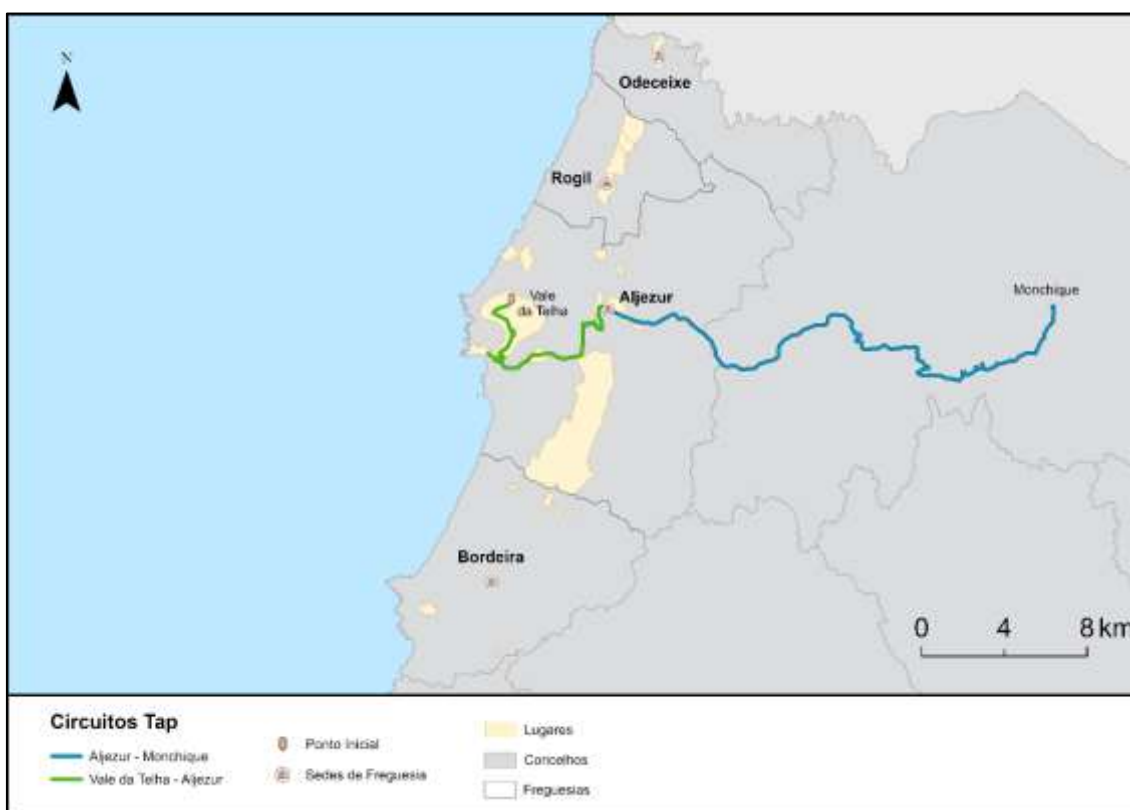 N
Odeceixe
Rogil
Vale
da Telha
Aljezur
Monchique
Bordeira
0 4 8 km
Circuitos Tap
Aljezur - Monchique
Vale da Telha - Aljezur
Ponto Inicial
Sedes de Freguesia
Lugares
Concelhos
Freguesias